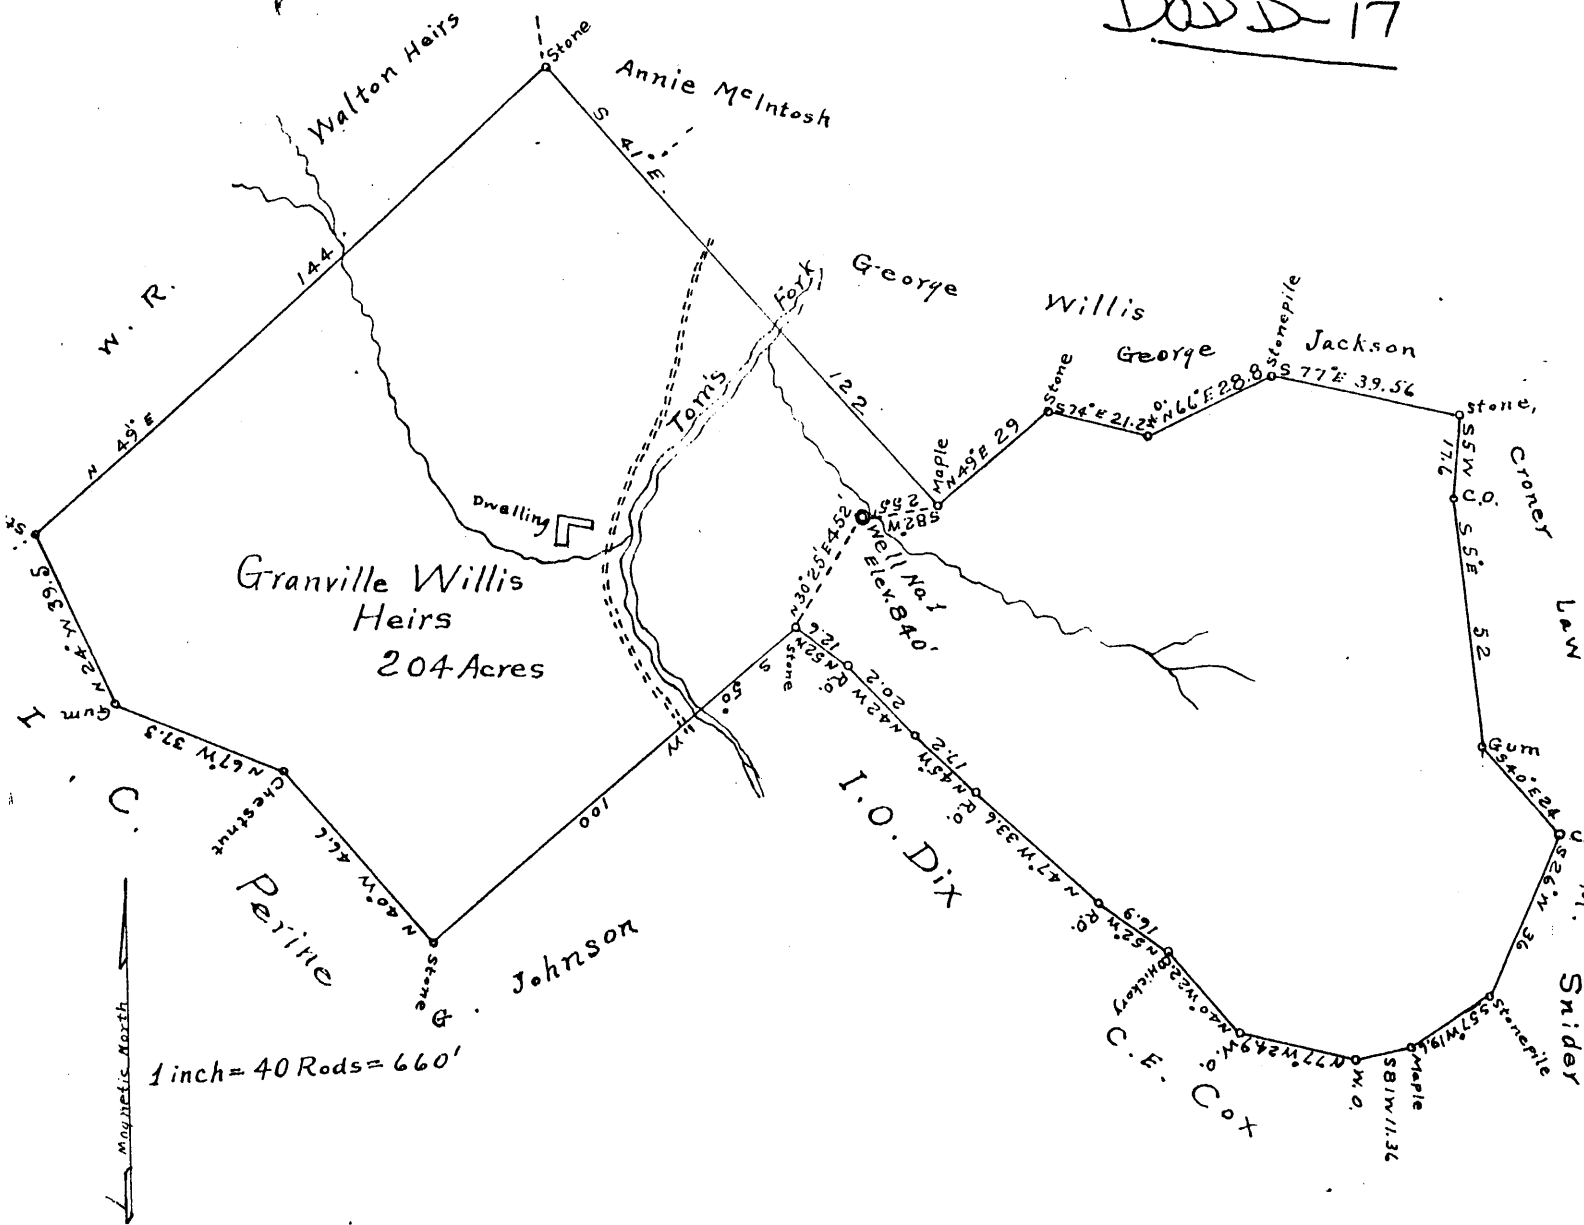 DODD-17
Walton Heirs
Stone
Annie McIntosh
S 41° E.
W. R.
144
N 49° E
George Willis
George Jackson
Fork
Tom's
122
Maple
N 49° E 29
Stone
S 74° E 21.2
N 66° E 28.8
Stonepile
S 77° E 39.56
Stone,
S 5 W
17.6
C.O.
Croner Law
S 5° E
52
Gum
S 40° E 24
S 26° W 36
Snider
Stonepile
S 57° W 19.6
Maple
S 81 W 11.36
W.O.
N 77° W 24.9
W.O.
N 40° W 22.2
Hickory
C. E. Cox
N 52° W
16.9
R.O.
N 47° W 33.6
R.O.
N 45° W
17.2
N 42 W
20.2
R.O.
N 52 W
12.6
Stone
I. O. Dix
N 30° 25' E 452'
S 82° W
255'
Well No. 1
Elev. 840'
Dwelling
Granville Willis
Heirs
204 Acres
St.
N 24° W 39.5
Gum
N 67° W 37.3
Chestnut
N 40° W 46.6
Stone
S 50° W
100
I. C. Perine
G. Johnson
Magnetic North
1 inch = 40 Rods = 660'